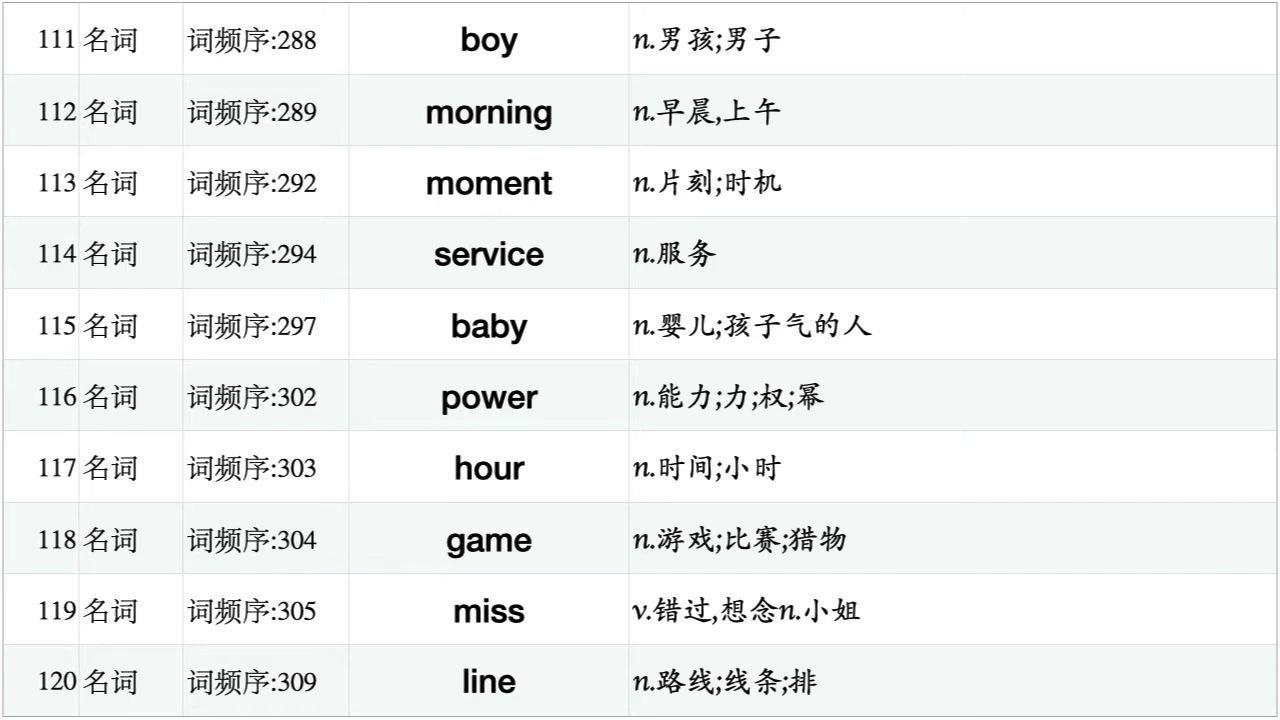 111 名词 词频序:288 boy n.男孩;男子
112 名词 词频序:289 morning n.早晨,上午
113 名词 词频序:292 moment n.片刻;时机
114 名词 词频序:294 service n.服务
115 名词 词频序:297 baby n.婴儿;孩子气的人
116 名词 词频序:302 power n.能力;力;权;幂
117 名词 词频序:303 hour n.时间;小时
118 名词 词频序:304 game n.游戏;比赛;猎物
119 名词 词频序:305 miss v.错过,想念n.小姐
120 名词 词频序:309 line n.路线;线条;排